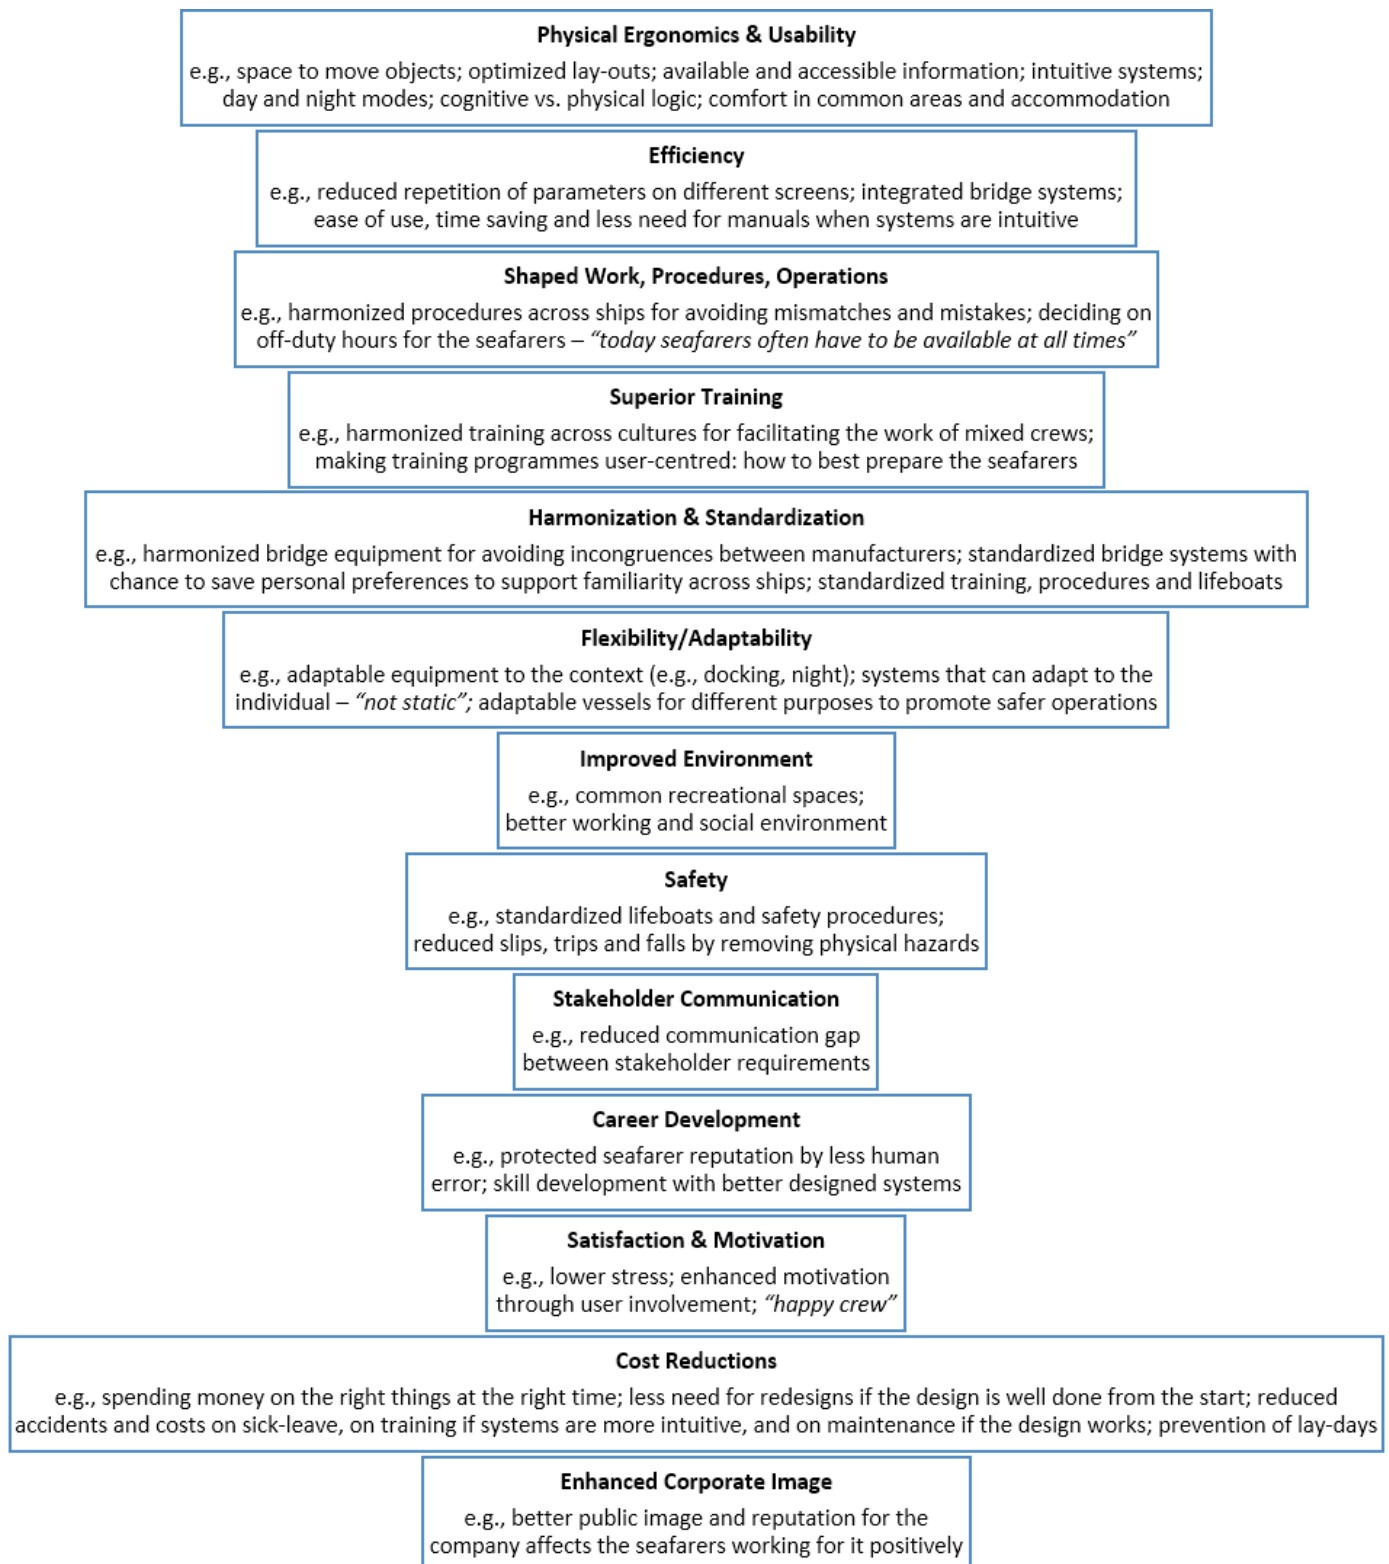 Physical Ergonomics & Usability
e.g., space to move objects; optimized lay-outs; available and accessible information; intuitive systems;
day and night modes; cognitive vs. physical logic; comfort in common areas and accommodation
Efficiency
e.g., reduced repetition of parameters on different screens; integrated bridge systems;
ease of use, time saving and less need for manuals when systems are intuitive
Shaped Work, Procedures, Operations
e.g., harmonized procedures across ships for avoiding mismatches and mistakes; deciding on
off-duty hours for the seafarers – “today seafarers often have to be available at all times”
Superior Training
e.g., harmonized training across cultures for facilitating the work of mixed crews;
making training programmes user-centred: how to best prepare the seafarers
Harmonization & Standardization
e.g., harmonized bridge equipment for avoiding incongruences between manufacturers; standardized bridge systems with
chance to save personal preferences to support familiarity across ships; standardized training, procedures and lifeboats
Flexibility/Adaptability
e.g., adaptable equipment to the context (e.g., docking, night); systems that can adapt to the
individual – “not static”; adaptable vessels for different purposes to promote safer operations
Improved Environment
e.g., common recreational spaces;
better working and social environment
Safety
e.g., standardized lifeboats and safety procedures;
reduced slips, trips and falls by removing physical hazards
Stakeholder Communication
e.g., reduced communication gap
between stakeholder requirements
Career Development
e.g., protected seafarer reputation by less human
error; skill development with better designed systems
Satisfaction & Motivation
e.g., lower stress; enhanced motivation
through user involvement; “happy crew”
Cost Reductions
e.g., spending money on the right things at the right time; less need for redesigns if the design is well done from the start; reduced
accidents and costs on sick-leave, on training if systems are more intuitive, and on maintenance if the design works; prevention of lay-days
Enhanced Corporate Image
e.g., better public image and reputation for the
company affects the seafarers working for it positively